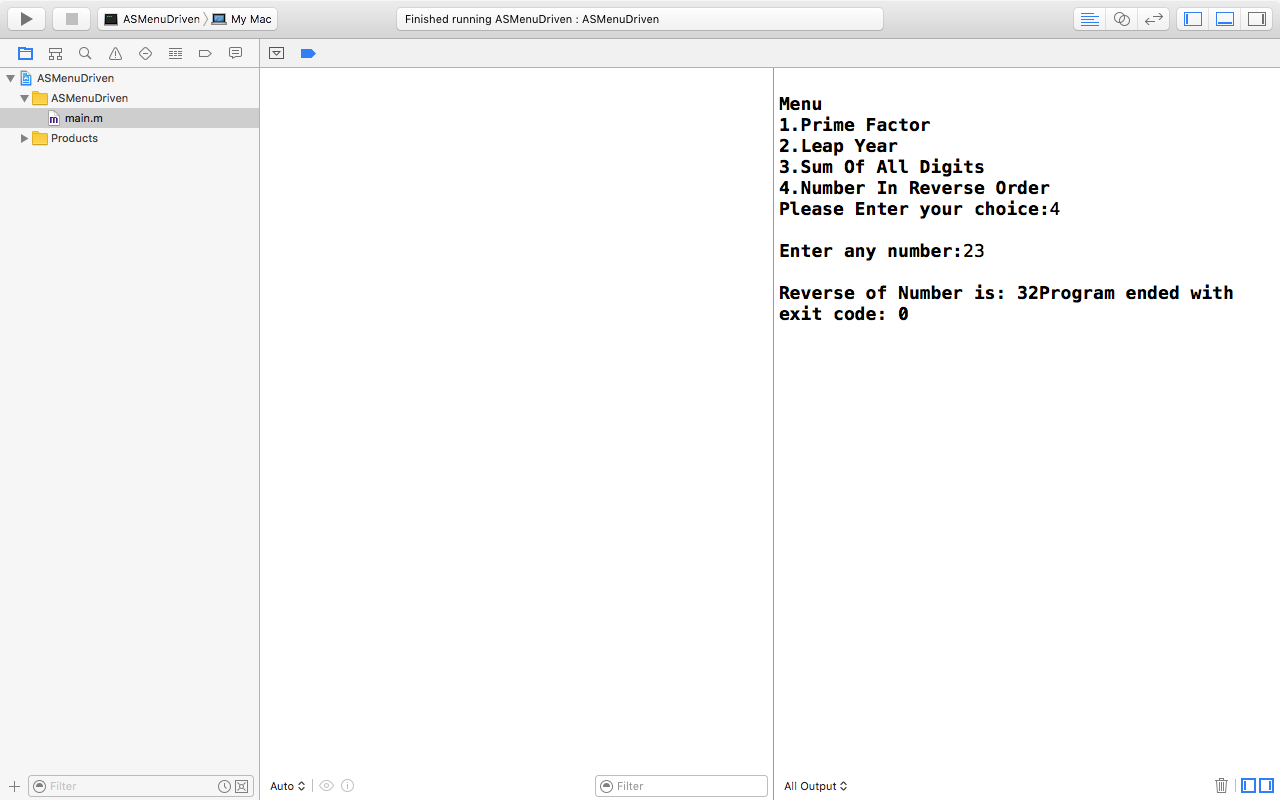 ASMenuDriven
My Mac
Finished running ASMenuDriven : ASMenuDriven
ASMenuDriven
ASMenuDriven
main.m
Products
Filter
Auto
Filter
Menu
1.Prime Factor
2.Leap Year
3.Sum Of All Digits
4.Number In Reverse Order
Please Enter your choice:4
Enter any number:23
Reverse of Number is: 32Program ended with
exit code: 0
All Output